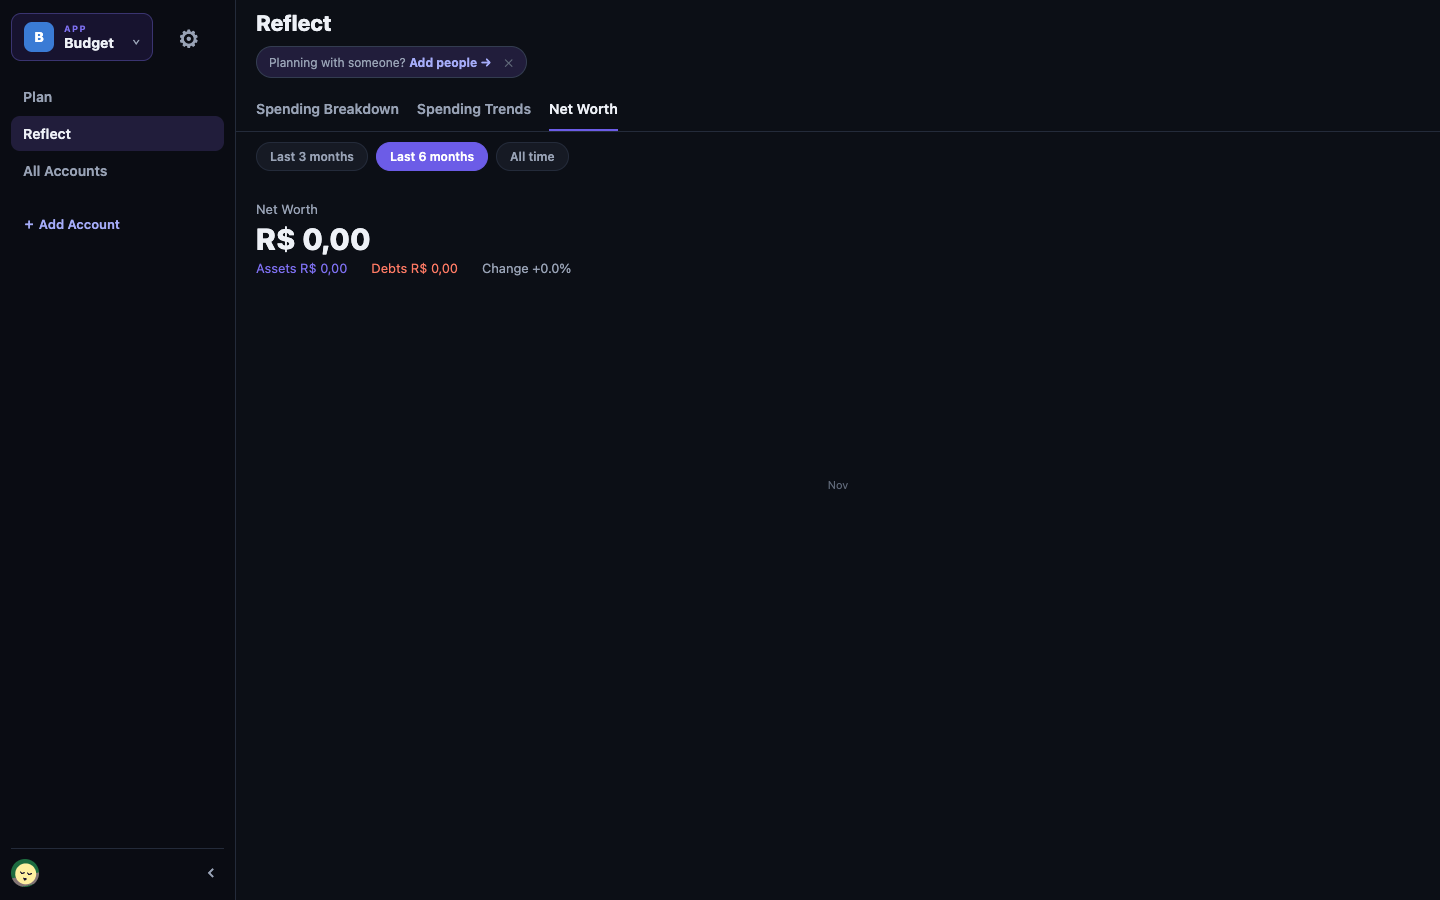 B
APP
Budget
Plan
Reflect
All Accounts
+ Add Account
Reflect
Planning with someone? Add people → ×
Spending Breakdown Spending Trends Net Worth
Last 3 months Last 6 months All time
Net Worth
R$ 0,00
Assets R$ 0,00 Debts R$ 0,00 Change +0.0%
Nov